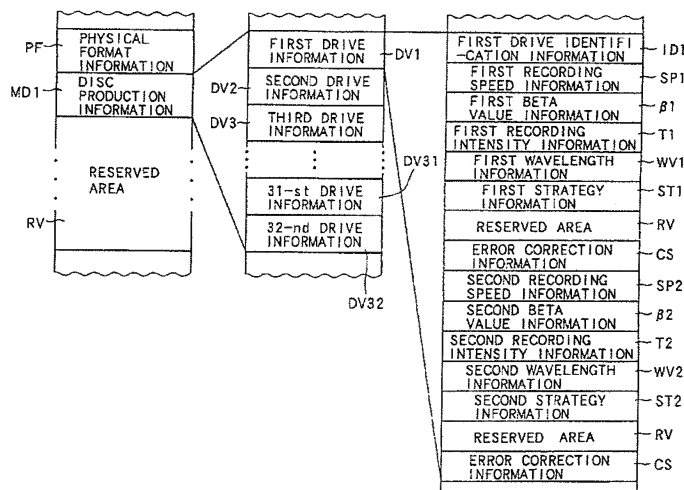 PF
PHYSICAL
FORMAT
INFORMATION
MD1
DISC
PRODUCTION
INFORMATION
RESERVED
AREA
RV
FIRST DRIVE
INFORMATION
DV1
DV2
SECOND DRIVE
INFORMATION
DV3
THIRD DRIVE
INFORMATION
DV31
31-st DRIVE
INFORMATION
32-nd DRIVE
INFORMATION
DV32
FIRST DRIVE IDENTIFI
-CATION INFORMATION
ID1
FIRST RECORDING
SPEED INFORMATION
SP1
FIRST BETA
VALUE INFORMATION
β1
FIRST RECORDING
INTENSITY INFORMATION
T1
FIRST WAVELENGTH
INFORMATION
WV1
FIRST STRATEGY
INFORMATION
ST1
RESERVED AREA
RV
ERROR CORRECTION
INFORMATION
CS
SECOND RECORDING
SPEED INFORMATION
SP2
SECOND BETA
VALUE INFORMATION
β2
SECOND RECORDING
INTENSITY INFORMATION
T2
SECOND WAVELENGTH
INFORMATION
WV2
SECOND STRATEGY
INFORMATION
ST2
RESERVED AREA
RV
ERROR CORRECTION
INFORMATION
CS